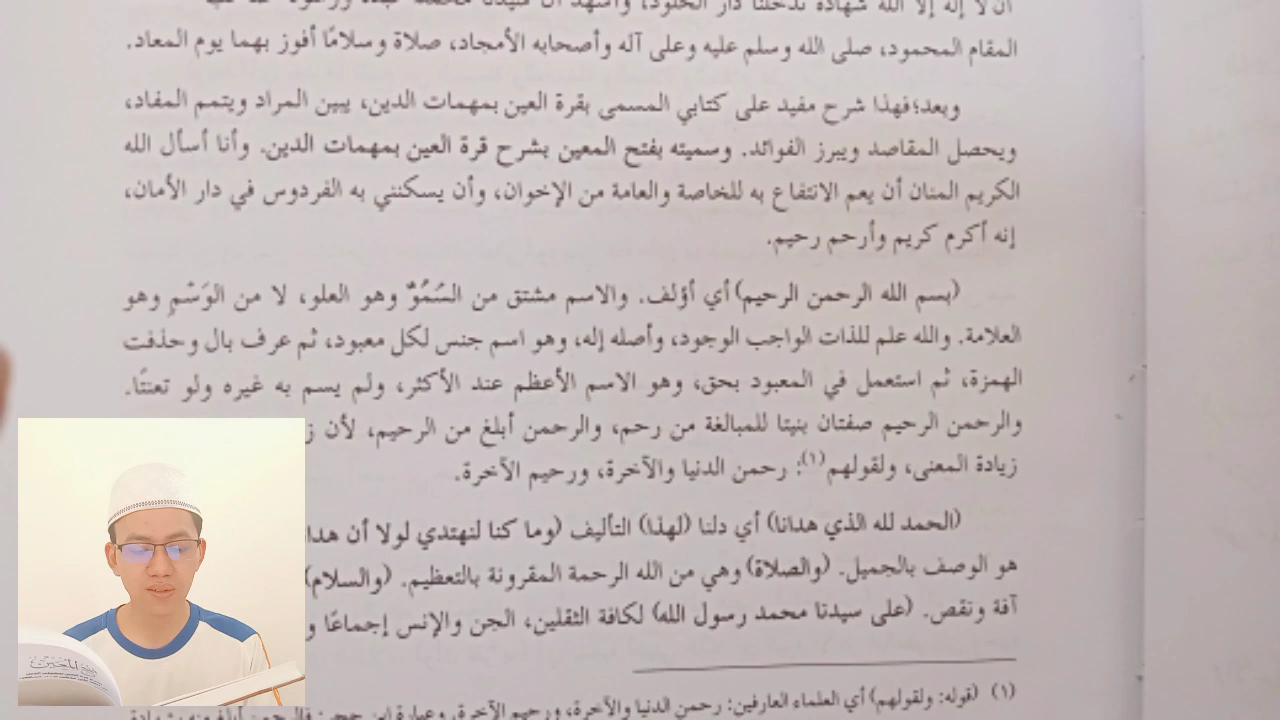 أن لا إله إلا الله شهادة تدخلنا دار الخلود، وأشهد أن سيدنا
المقام المحمود، صلى الله وسلم عليه وعلى آله وأصحابه الأمجاد، صلاة وسلامًا أفوز بهما يوم المعاد.
وبعد؛فهذا شرح مفيد على كتابي المسمى بقرة العين بمهمات الدين، يبين المراد ويتمم المفاد،
ويحصل المقاصد ويبرز الفوائد. وسميته بفتح المعين بشرح قرة العين بمهمات الدين. وأنا أسأل الله
الكريم المنان أن يعم الانتفاع به للخاصة والعامة من الإخوان، وأن يسكنني به الفردوس في دار الأمان،
إنه أكرم كريم وأرحم رحيم.
(بسم الله الرحمن الرحيم) أي أؤلف. والاسم مشتق من السُمُوّ وهو العلو، لا من الوَسْمِ وهو
العلامة. والله علم للذات الواجب الوجود، وأصله إله، وهو اسم جنس لكل معبود، ثم عرف بال وحذفت
الهمزة، ثم استعمل في المعبود بحق، وهو الاسم الأعظم عند الأكثر، ولم يسم به غيره ولو تعنتًا.
والرحمن الرحيم صفتان بنيتا للمبالغة من رحم، والرحمن أبلغ من الرحيم، لأن
زيادة المعنى، ولقولهم(١): رحمن الدنيا والآخرة، ورحيم الآخرة.
(الحمد لله الذي هدانا) أي دلنا (لهذا) التأليف (وما كنا لنهتدي لولا أن
هو الوصف بالجميل. (والصلاة) وهي من الله الرحمة المقرونة بالتعظيم. (والسلام)
آفة ونقص. (على سيدنا محمد رسول الله) لكافة الثقلين، الجن والإنس إجماعًا
(١) (قوله: ولقولهم) أي العلماء العارفين: رحمن الدنيا والآخرة، ورحيم الآخرة. وعبارة ابن حجر: